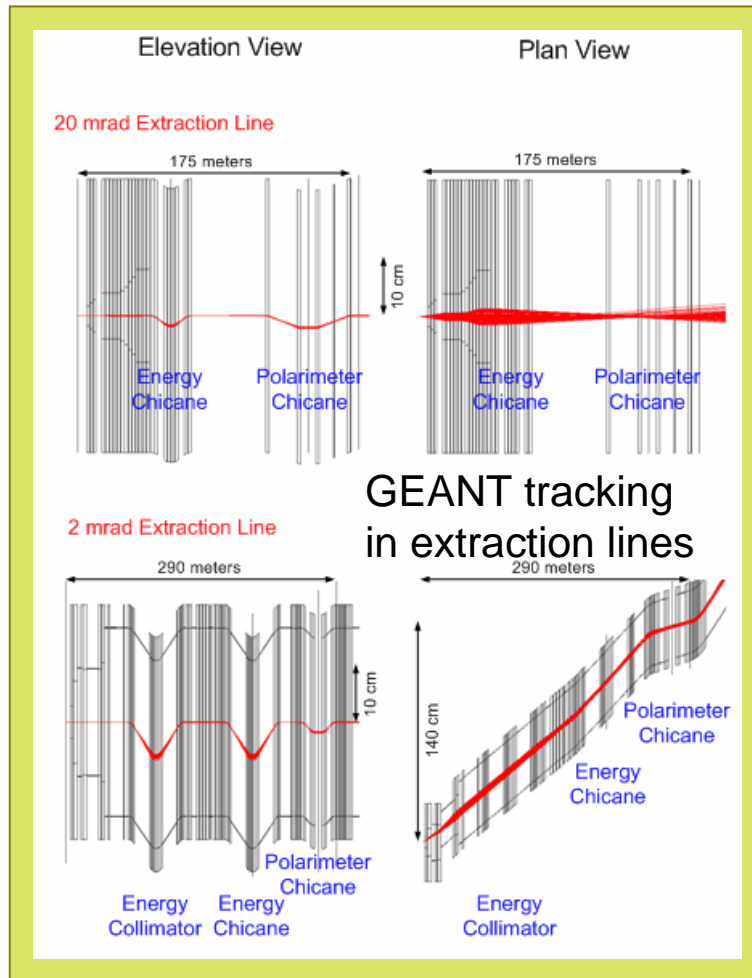 Elevation View
Plan View
20 mrad Extraction Line
175 meters
175 meters
10 cm
Energy
Chicane
Polarimeter
Chicane
Energy
Chicane
Polarimeter
Chicane
GEANT tracking
in extraction lines
2 mrad Extraction Line
290 meters
290 meters
10 cm
140 cm
Polarimeter
Chicane
Energy
Collimator
Energy
Chicane
Polarimeter
Chicane
Energy
Chicane
Energy
Collimator